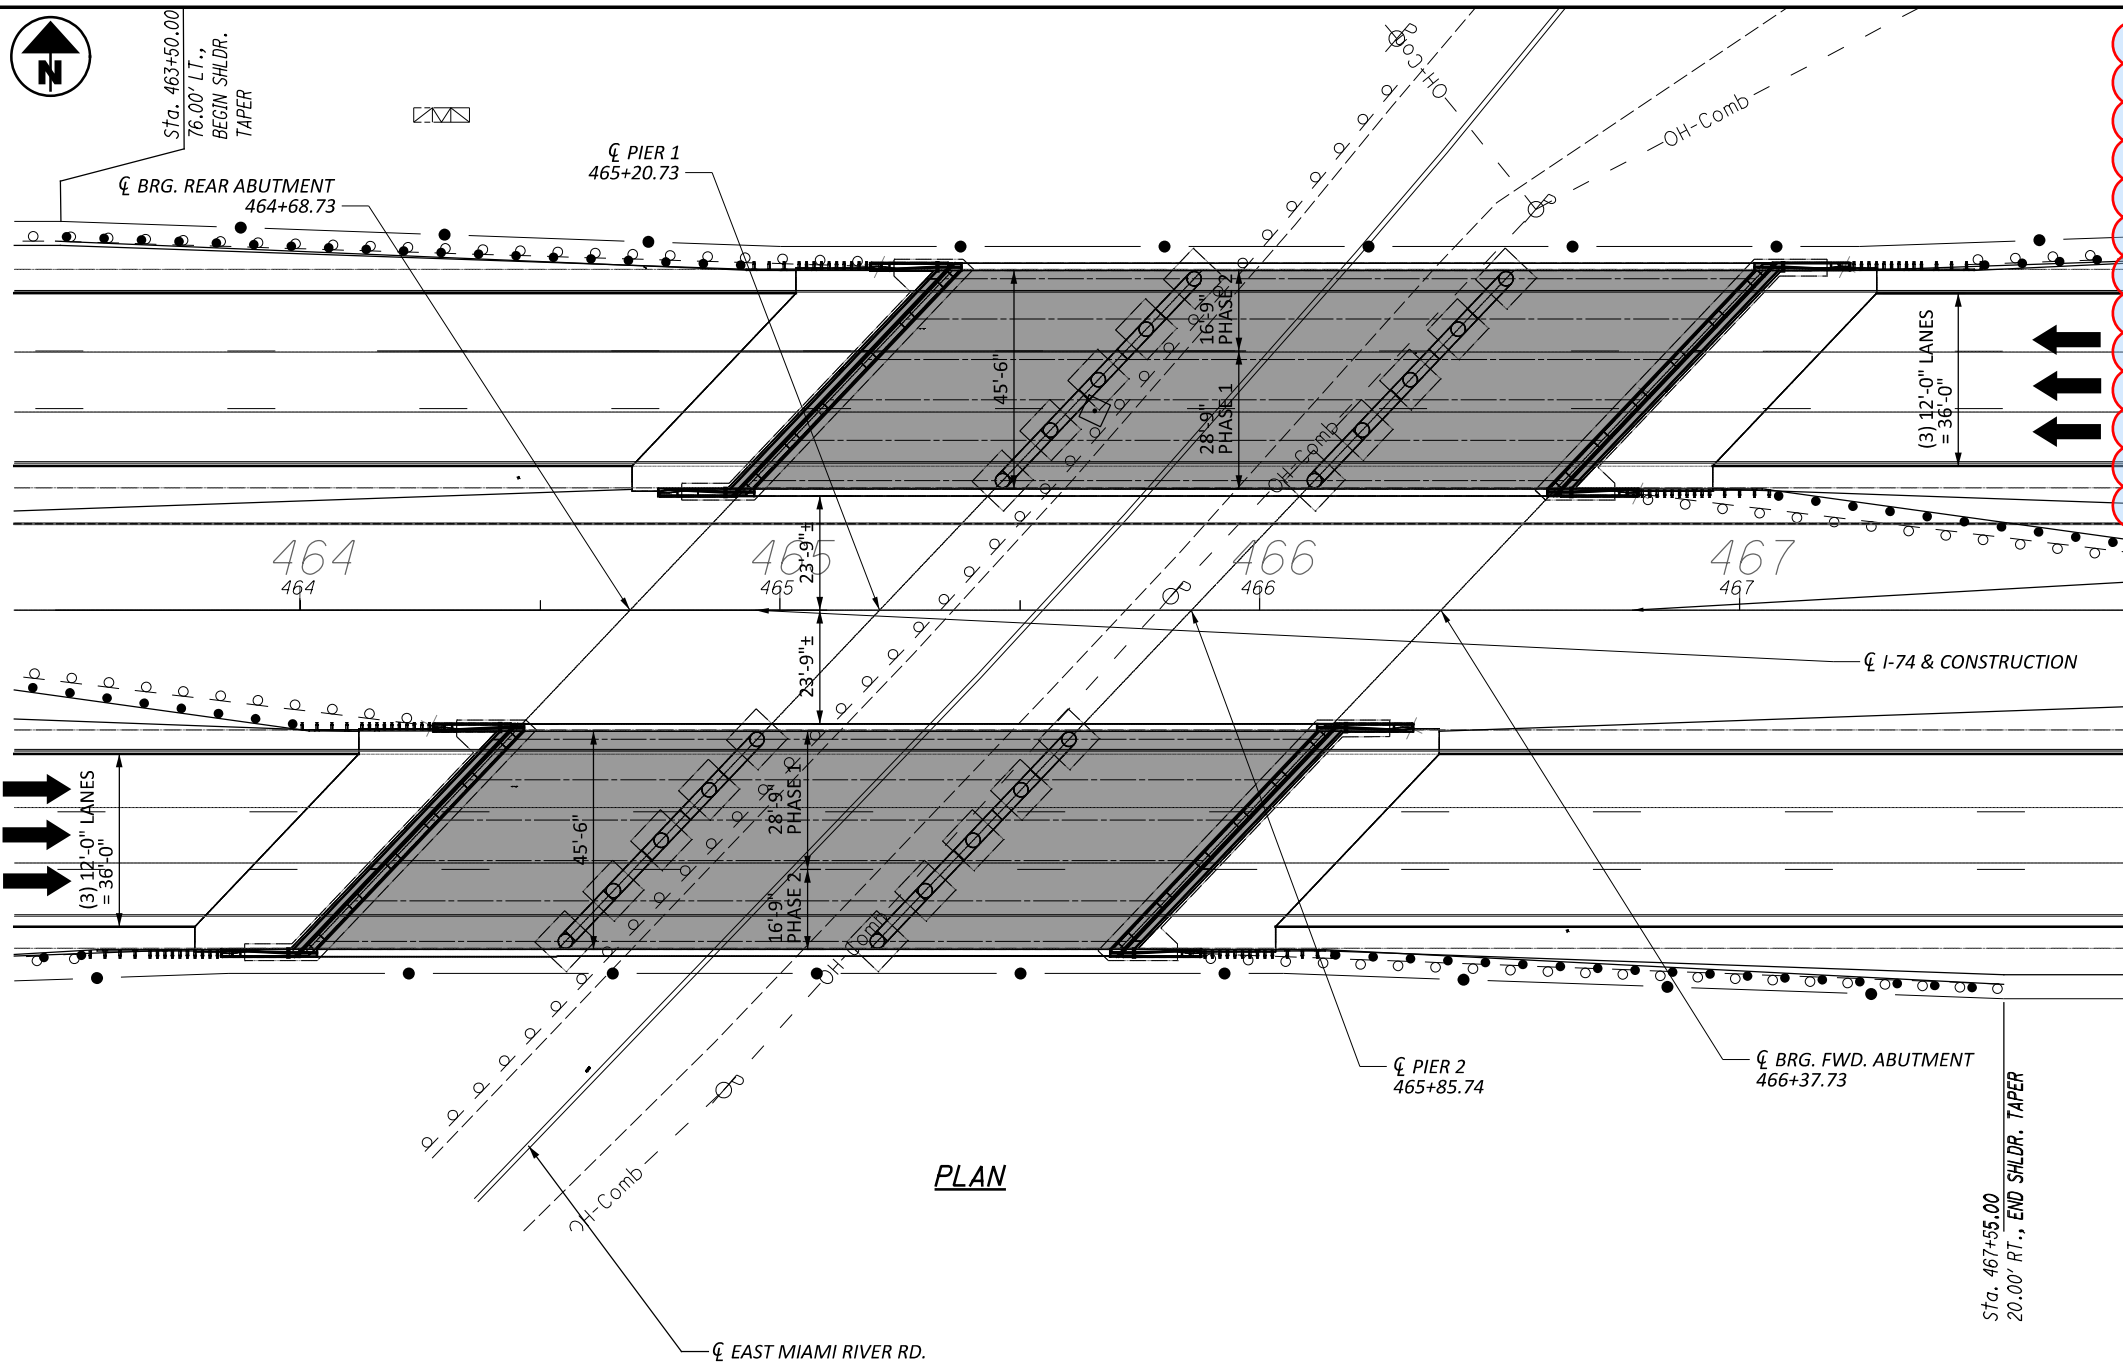 N
Sta. 463+50.00
76.00' LT.,
BEGIN SHLDR.
TAPER
℄ BRG. REAR ABUTMENT
464+68.73
℄ PIER 1
465+20.73
OH-Comb
OH-Comb
45'-6"
16'-9"
PHASE 2
28'-9"
PHASE 1
OH-Comb
(3) 12'-0" LANES
= 36'-0"
23'-9"±
464
465
466
467
464
465
466
467
23'-9"±
℄ I-74 & CONSTRUCTION
(3) 12'-0" LANES
= 36'-0"
45'-6"
28'-9"
PHASE 1
16'-9"
PHASE 2
OH-Comb
℄ PIER 2
465+85.74
℄ BRG. FWD. ABUTMENT
466+37.73
OH-Comb
PLAN
Sta. 467+55.00
20.00' RT., END SHLDR. TAPER
℄ EAST MIAMI RIVER RD.